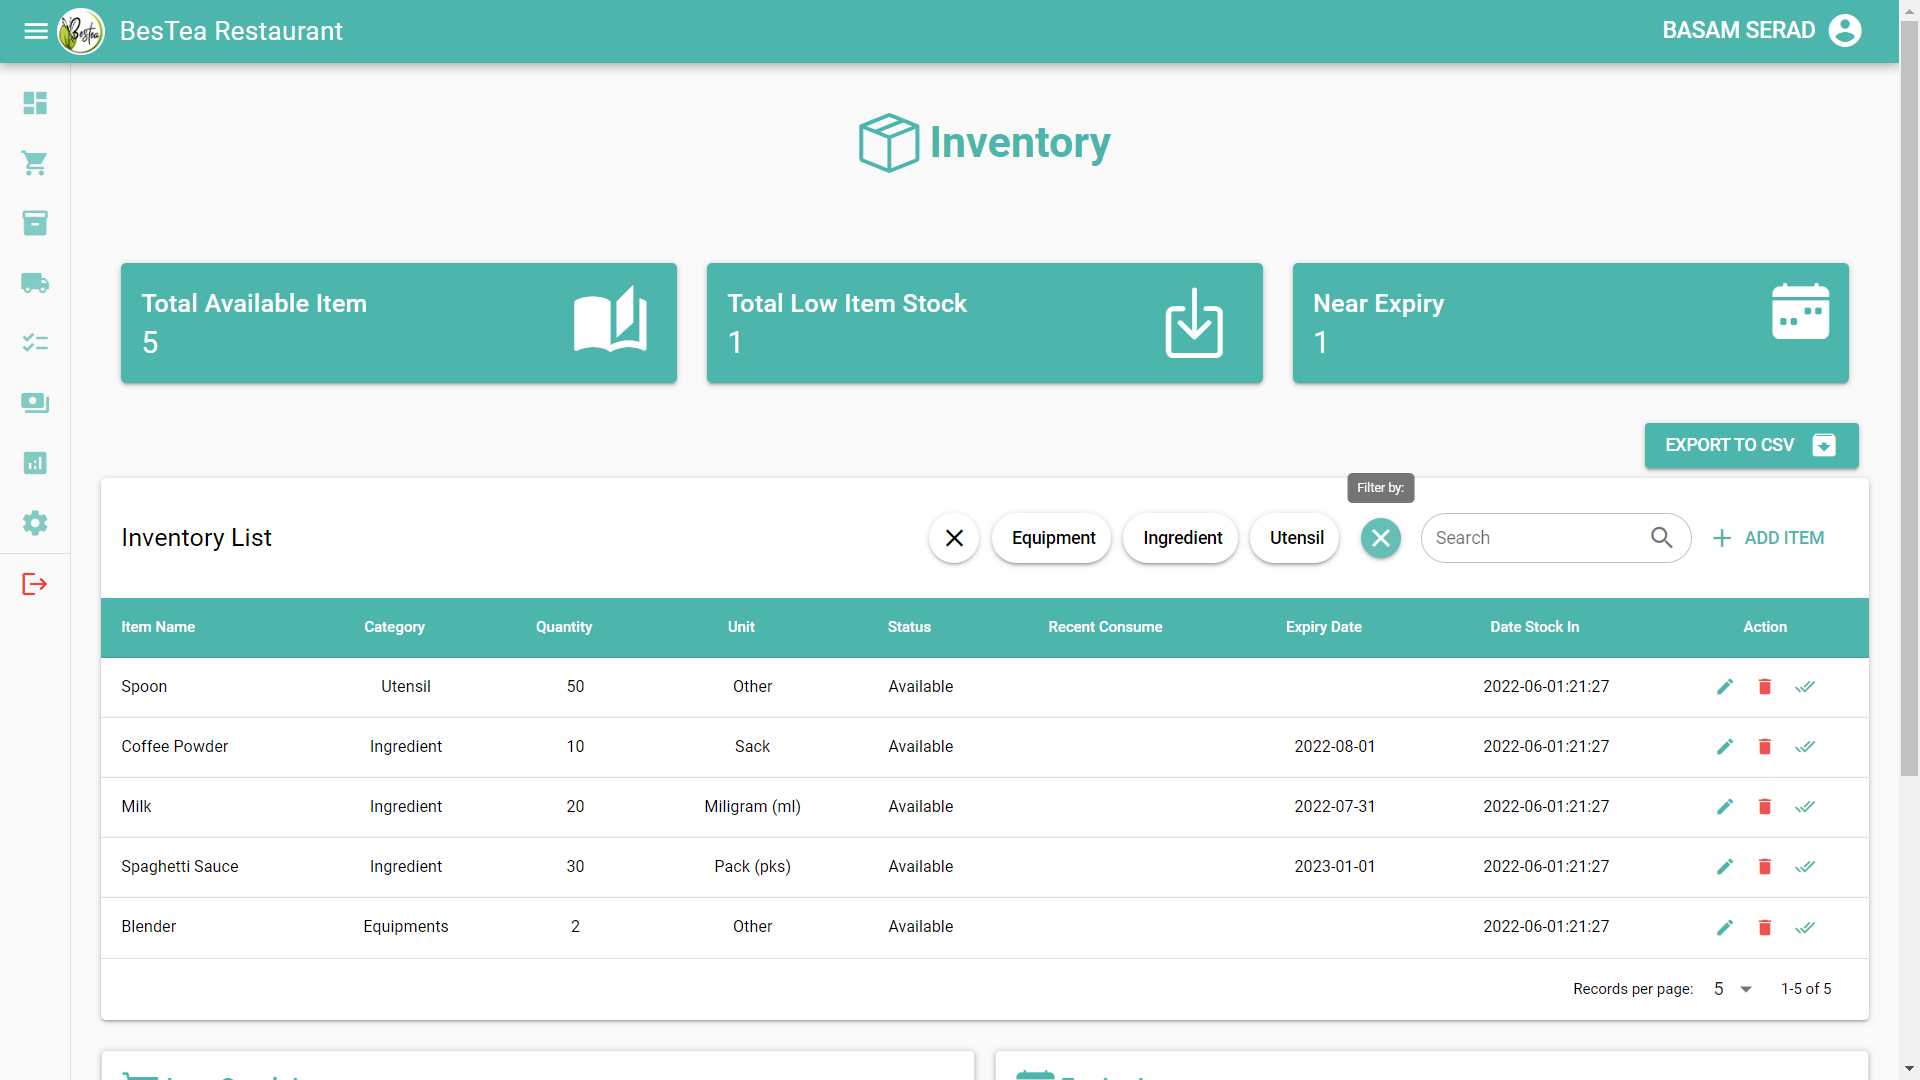 BesTea BesTea Restaurant BASAM SERAD
Inventory
Total Available Item
5
Total Low Item Stock
1
Near Expiry
1
EXPORT TO CSV
Filter by:
Inventory List Equipment Ingredient Utensil Search ADD ITEM
Item Name Category Quantity Unit Status Recent Consume Expiry Date Date Stock In Action
Spoon Utensil 50 Other Available 2022-06-01:21:27
Coffee Powder Ingredient 10 Sack Available 2022-08-01 2022-06-01:21:27
Milk Ingredient 20 Miligram (ml) Available 2022-07-31 2022-06-01:21:27
Spaghetti Sauce Ingredient 30 Pack (pks) Available 2023-01-01 2022-06-01:21:27
Blender Equipments 2 Other Available 2022-06-01:21:27
Records per page: 5 1-5 of 5